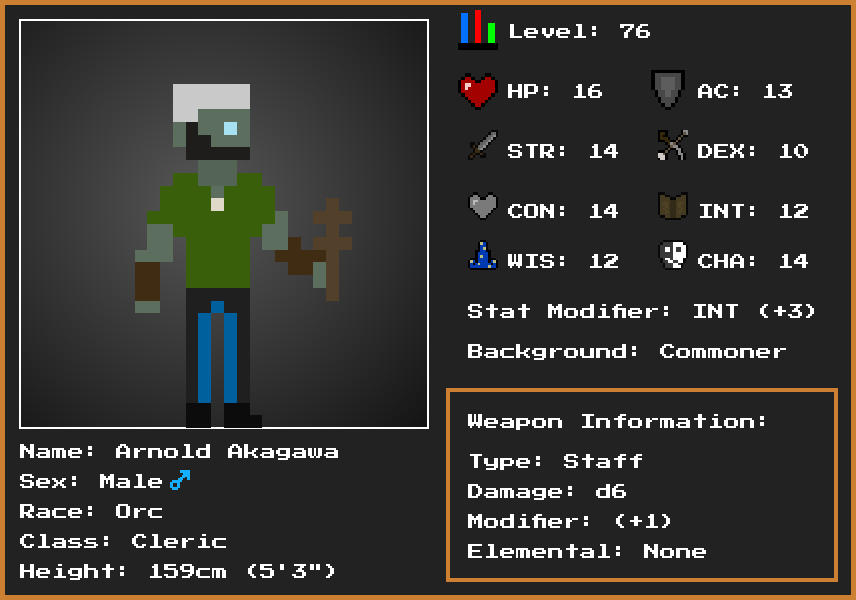 Level: 76
HP: 16 AC: 13
STR: 14 DEX: 10
CON: 14 INT: 12
WIS: 12 CHA: 14
Stat Modifier: INT (+3)
Background: Commoner
Weapon Information:
Type: Staff
Damage: d6
Modifier: (+1)
Elemental: None
Name: Arnold Akagawa
Sex: Male ♂
Race: Orc
Class: Cleric
Height: 159cm (5'3")